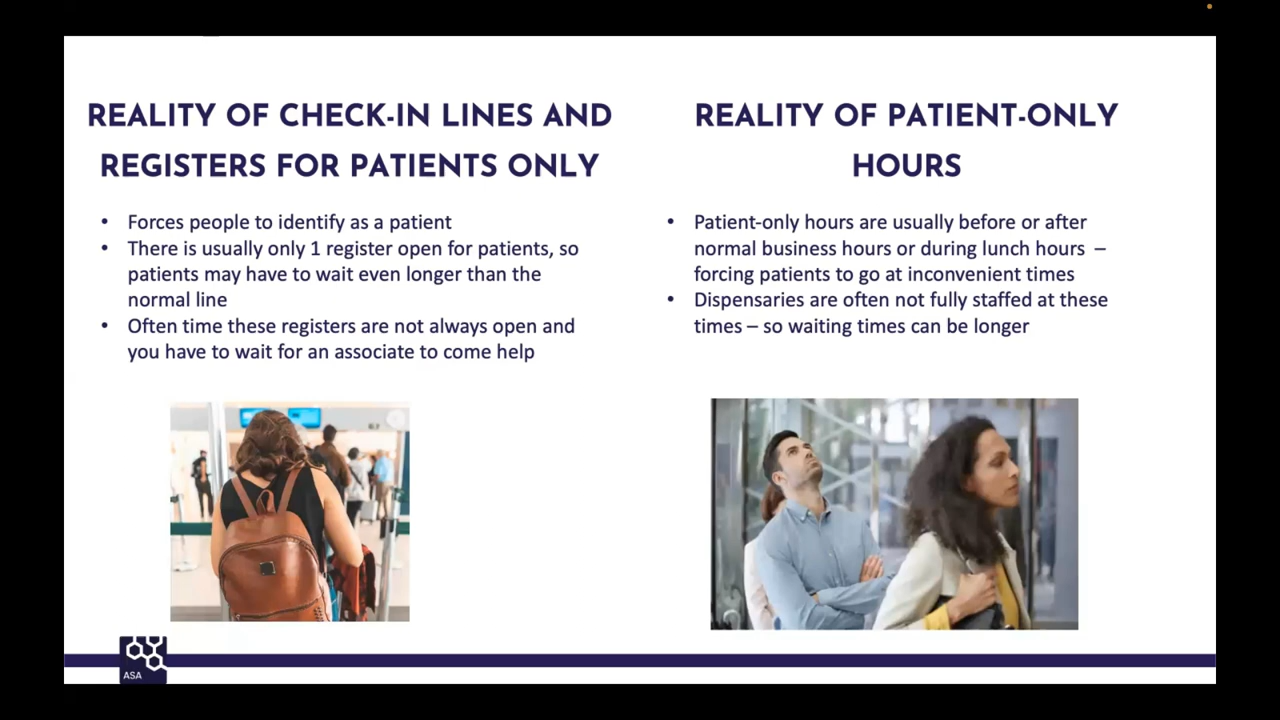 REALITY OF CHECK-IN LINES AND
REGISTERS FOR PATIENTS ONLY
• Forces people to identify as a patient
• There is usually only 1 register open for patients, so
patients may have to wait even longer than the
normal line
• Often time these registers are not always open and
you have to wait for an associate to come help
REALITY OF PATIENT-ONLY
HOURS
• Patient-only hours are usually before or after
normal business hours or during lunch hours –
forcing patients to go at inconvenient times
• Dispensaries are often not fully staffed at these
times – so waiting times can be longer
ASA